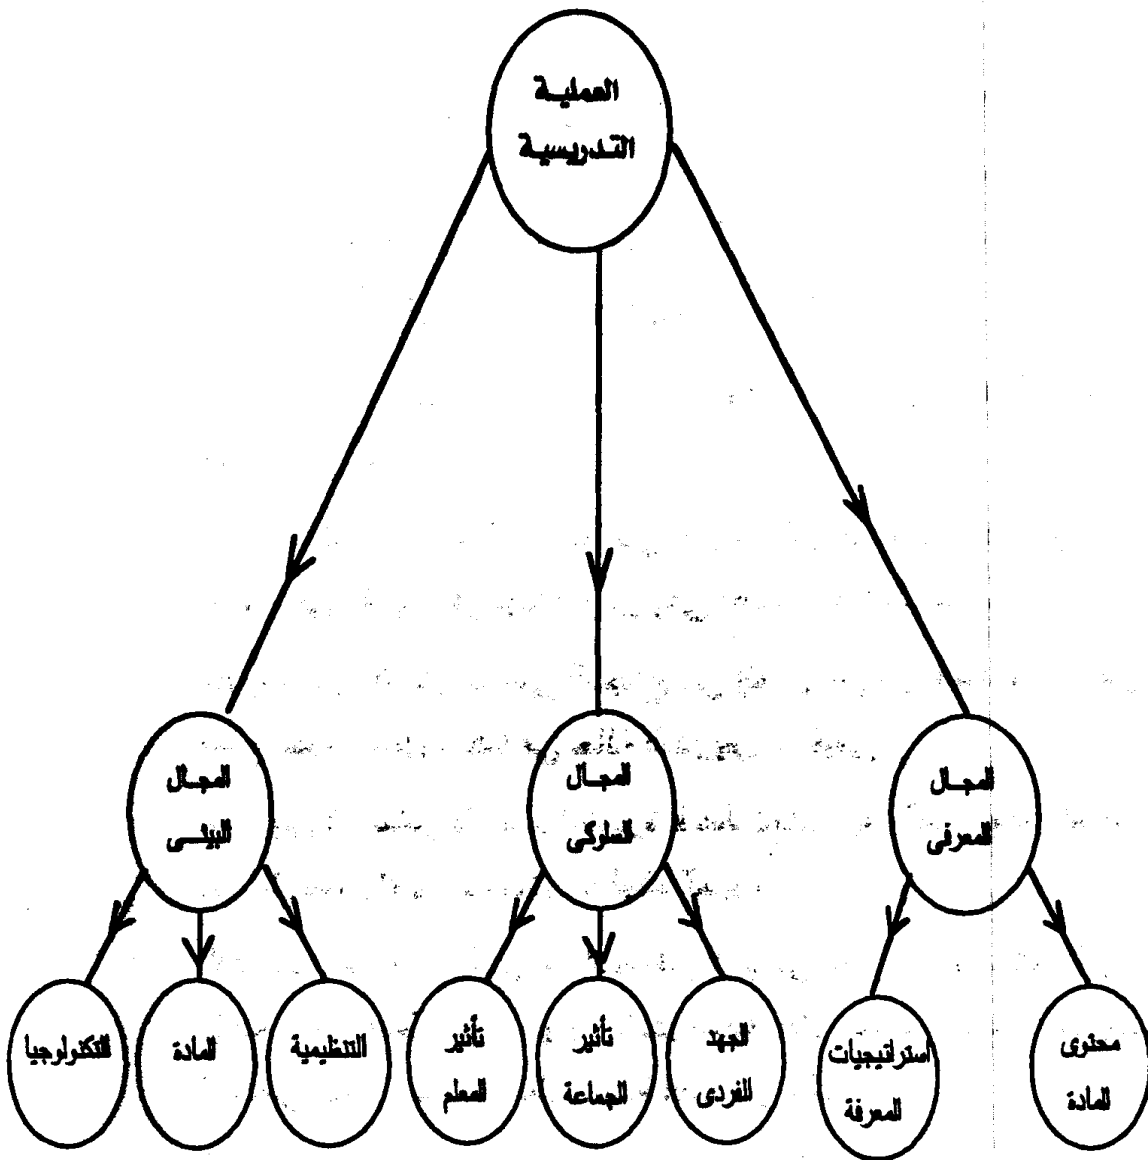 العملية
التدريسية
المجال
المعرفى
المجال
السلوكى
المجال
البيئى
محتوى
المادة
استراتيجيات
المعرفة
الجهد
الفردى
تأثير
الجماعة
تأثير
المعلم
التنظيمية
المادة
التكنولوجيا